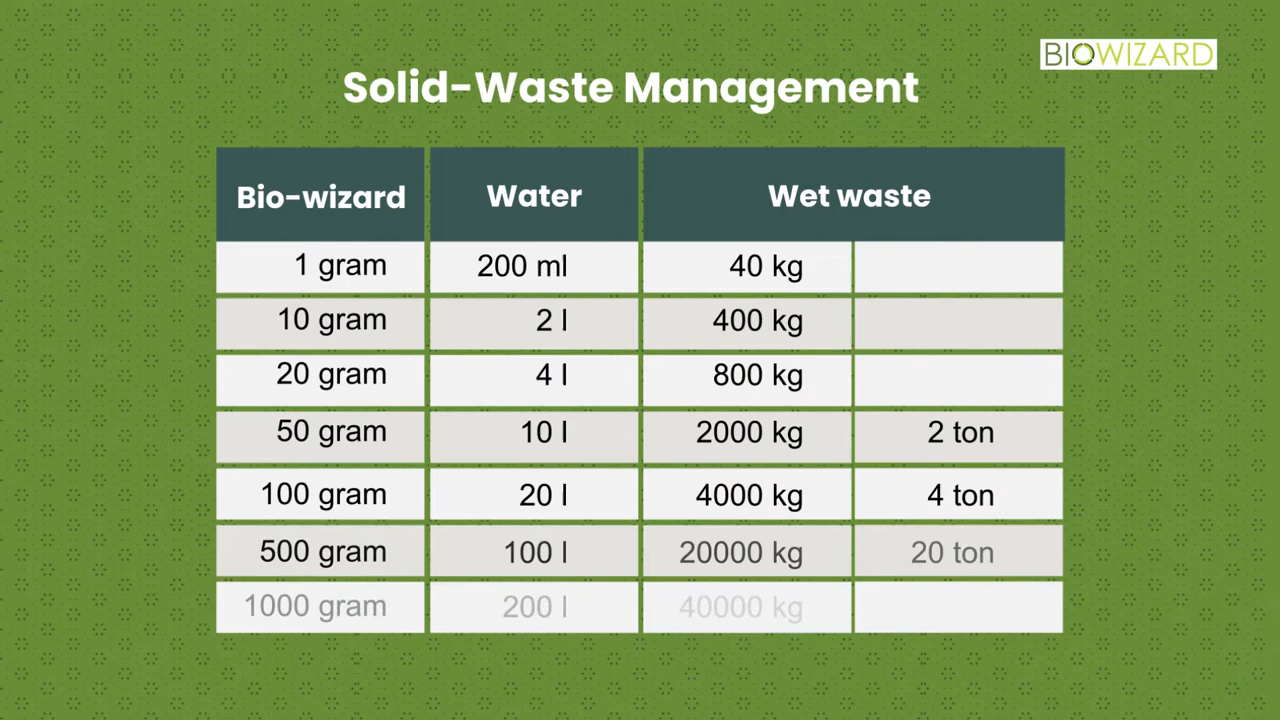 BIOWIZARD
Solid-Waste Management
Bio-wizard Water Wet waste
1 gram 200 ml 40 kg
10 gram 2 l 400 kg
20 gram 4 l 800 kg
50 gram 10 l 2000 kg 2 ton
100 gram 20 l 4000 kg 4 ton
500 gram 100 l 20000 kg 20 ton
1000 gram 200 l 40000 kg